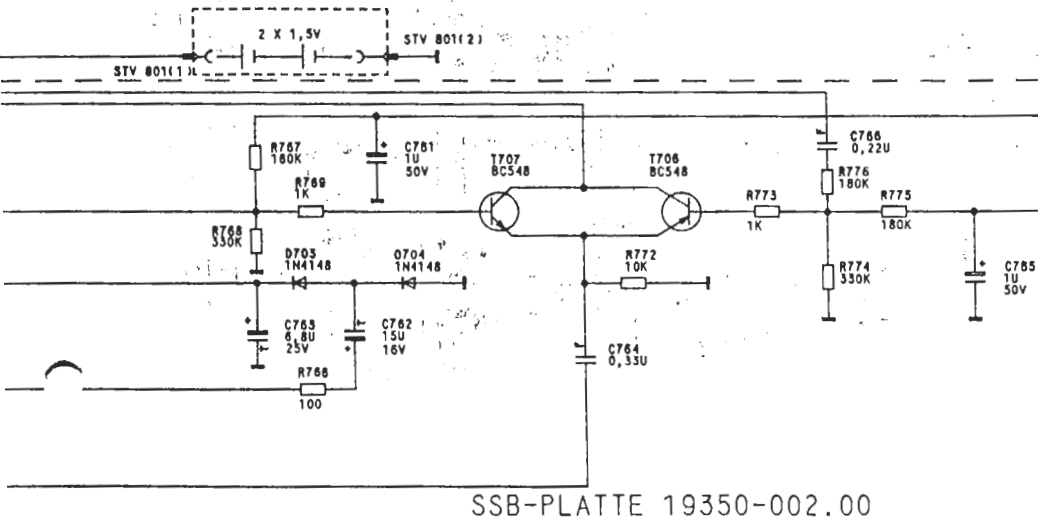 2 X 1,5V
STV 801(2)
STV 801(1)
R767
180K
C761
1U
50V
T707
BC548
T706
BC548
C766
0,22U
R776
180K
R769
1K
R773
1K
R775
180K
R768
330K
D703
1N4148
D704
1N4148
R772
10K
R774
330K
C765
1U
50V
C763
6,8U
25V
C762
15U
16V
C764
0,33U
R766
100
SSB-PLATTE 19350-002.00